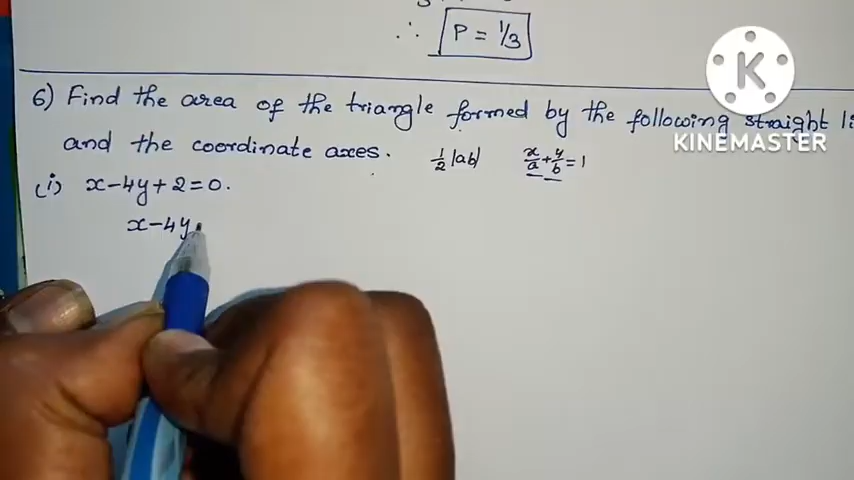 ∴ P = 1/3
6) Find the area of the triangle formed by the following straight
and the coordinate axes. 1/2 |ab| x/a + y/b = 1
(i) x-4y+2=0.
x-4y
K
KINEMASTER